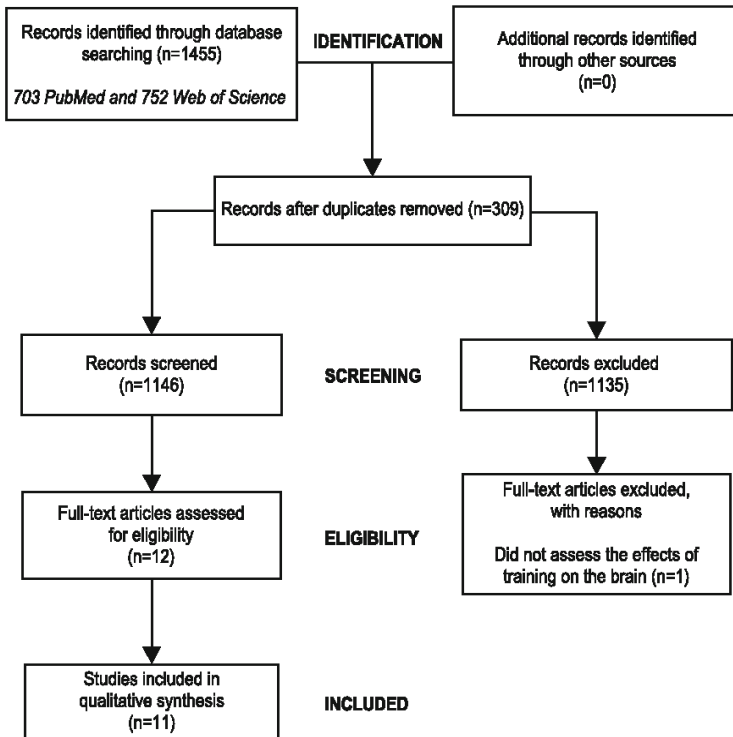 Records identified through database
searching (n=1455)
703 PubMed and 752 Web of Science
IDENTIFICATION
Additional records identified
through other sources
(n=0)
Records after duplicates removed (n=309)
Records screened
(n=1146)
SCREENING
Records excluded
(n=1135)
Full-text articles assessed
for eligibility
(n=12)
ELIGIBILITY
Full-text articles excluded,
with reasons
Did not assess the effects of
training on the brain (n=1)
Studies included in
qualitative synthesis
(n=11)
INCLUDED